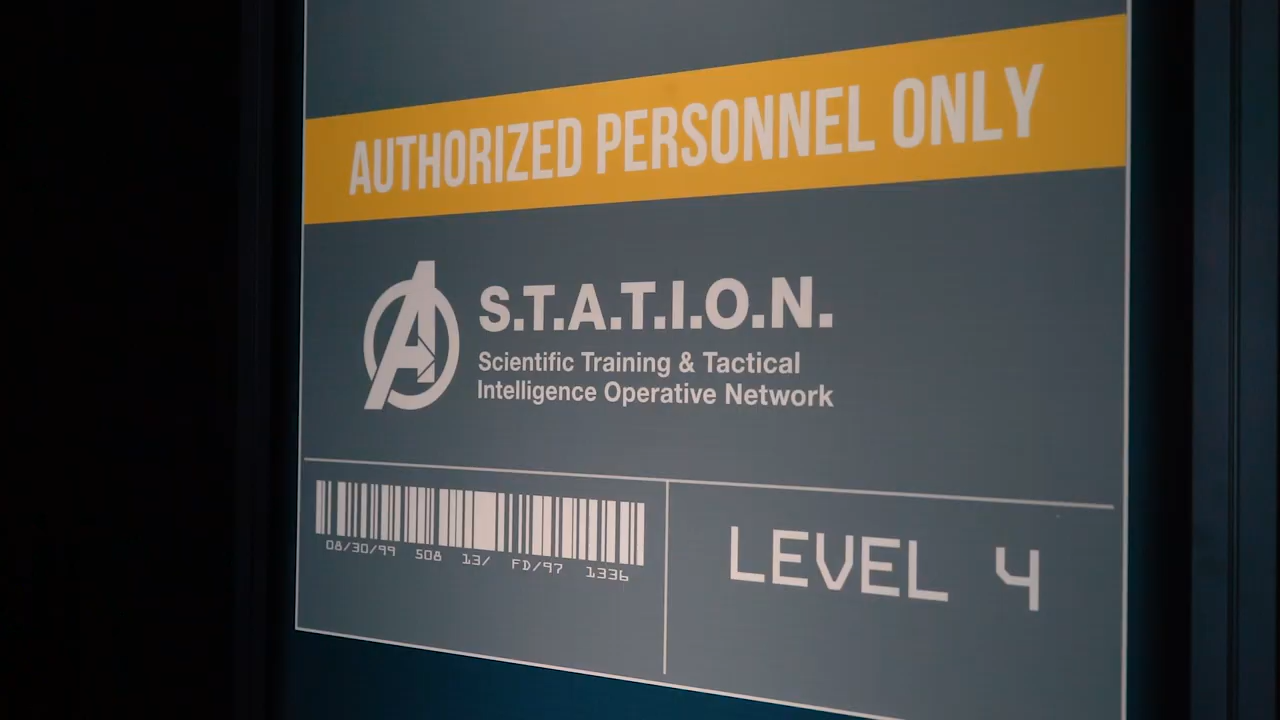 AUTHORIZED PERSONNEL ONLY
S.T.A.T.I.O.N.
Scientific Training & Tactical
Intelligence Operative Network
08/30/99 508 13/ FD/97 1336
LEVEL 4